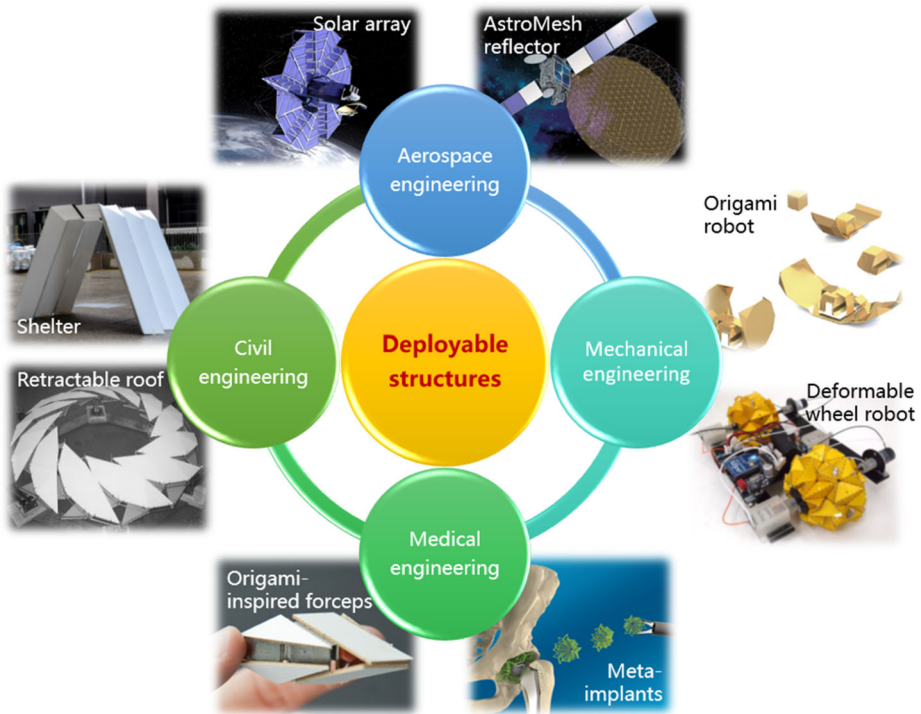 Solar array
AstroMesh
reflector
Aerospace
engineering
Origami
robot
Shelter
Civil
engineering
Deployable
structures
Mechanical
engineering
Retractable roof
Deformable
wheel robot
Medical
engineering
Origami-
inspired forceps
Meta-
implants